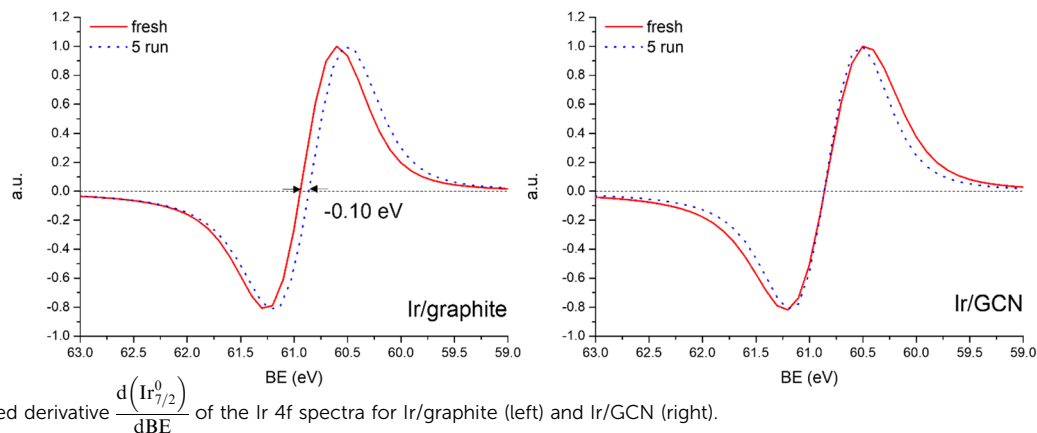 fresh
5 run
1.2
1.0
0.8
0.6
0.4
0.2
0.0
-0.2
-0.4
-0.6
-0.8
-1.0
a.u.
-0.10 eV
Ir/graphite
63.0 62.5 62.0 61.5 61.0 60.5 60.0 59.5 59.0
BE (eV)
fresh
5 run
1.2
1.0
0.8
0.6
0.4
0.2
0.0
-0.2
-0.4
-0.6
-0.8
-1.0
a.u.
Ir/GCN
63.0 62.5 62.0 61.5 61.0 60.5 60.0 59.5 59.0
BE (eV)
ed derivative d(Ir⁰₇/₂)/dBE of the Ir 4f spectra for Ir/graphite (left) and Ir/GCN (right).